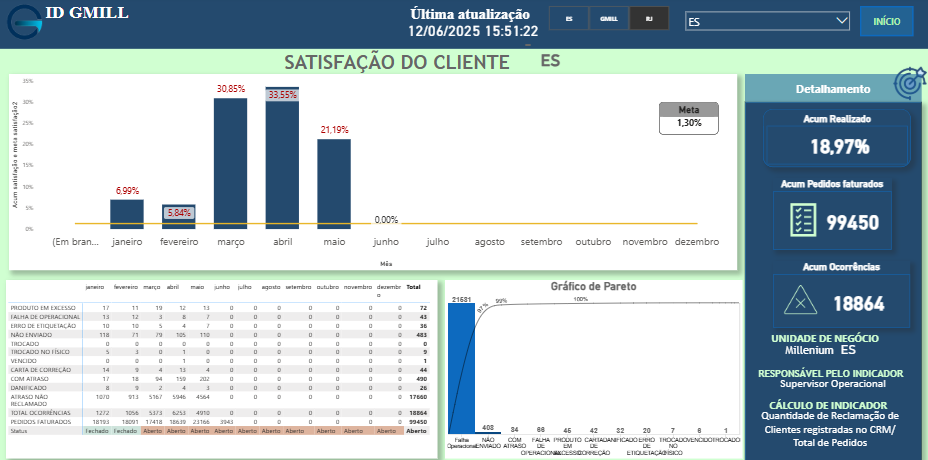 ID GMILL
Última atualização
12/06/2025 15:51:22
ES
GMILL
RJ
ES
INÍCIO
SATISFAÇÃO DO CLIENTE ES
Acum satisfação e meta satisfação2
35%
30%
25%
20%
15%
10%
5%
0%
6,99%
5,84%
30,85%
33,55%
21,19%
0,00%
Meta
1,30%
(Em bran... janeiro fevereiro março abril maio junho julho agosto setembro outubro novembro dezembro
Mês
Detalhamento
Acum Realizado
18,97%
Acum Pedidos faturados
99450
Acum Ocorrências
18864
UNIDADE DE NEGÓCIO
Millenium ES
RESPONSÁVEL PELO INDICADOR
Supervisor Operacional
CÁLCULO DE INDICADOR
Quantidade de Reclamação de
Clientes registradas no CRM/
Total de Pedidos
janeiro fevereiro março abril maio junho julho agosto setembro outubro novembro dezembr Total
o
PRODUTO EM EXCESSO 17 11 19 12 13 0 0 0 0 0 0 0 72
FALHA DE OPERACIONAL 13 12 3 8 7 0 0 0 0 0 0 0 43
ERRO DE ETIQUETAÇÃO 10 10 5 4 7 0 0 0 0 0 0 0 36
NÃO ENVIADO 118 71 79 105 110 0 0 0 0 0 0 0 483
TROCADO 0 0 0 0 0 0 0 0 0 0 0 0 0
TROCADO NO FÍSICO 5 3 0 1 0 0 0 0 0 0 0 0 9
VENCIDO 0 0 0 1 0 0 0 0 0 0 0 0 1
CARTA DE CORREÇÃO 14 9 4 13 4 0 0 0 0 0 0 0 44
COM ATRASO 17 18 94 159 202 0 0 0 0 0 0 0 490
DANIFICADO 8 9 2 4 3 0 0 0 0 0 0 0 26
ATRASO NÃO 1070 913 5167 5946 4564 0 0 0 0 0 0 0 17660
RECLAMADO
TOTAL OCORRÊNCIAS 1272 1056 5373 6253 4910 0 0 0 0 0 0 0 18864
PEDIDOS FATURADOS 18193 18091 17418 18639 23166 3943 0 0 0 0 0 0 99450
Status Fechado Fechado Aberto Aberto Aberto Aberto Aberto Aberto Aberto Aberto Aberto Aberto Aberto
Gráfico de Pareto
21681
97%
99%
100%
408 84 66 45 42 32 20 7 6 1
Falha
Operacional
NÃO
ENVIADO
COM
ATRASO
FALHA
DE
OPERACIONAL
PRODUTO
EM
EXCESSO
CARTA
DE
CORREÇÃO
DANIFICADO
ERRO
DE
ETIQUETAÇÃO
TROCADO
NO
FÍSICO
VENCIDO
TROCADO